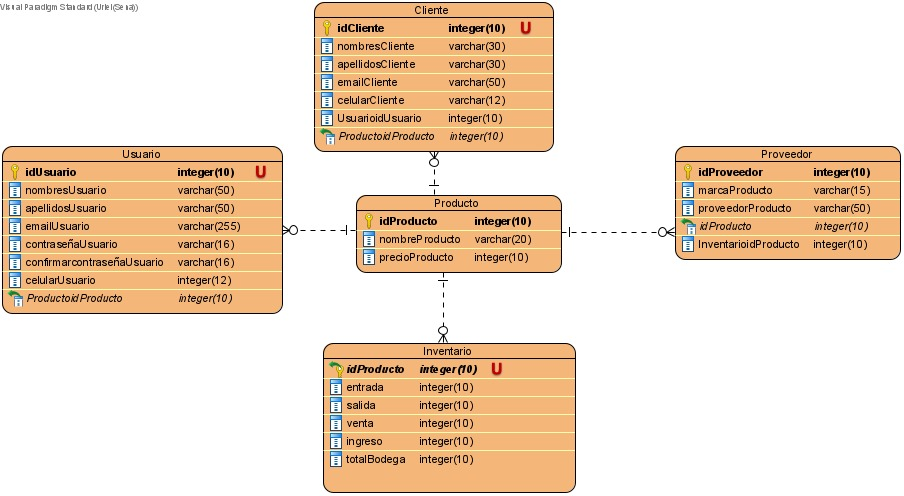 Visual Paradigm Standard (Uriel(Sena))
Cliente
idCliente integer(10) U
nombresCliente varchar(30)
apellidosCliente varchar(30)
emailCliente varchar(50)
celularCliente varchar(12)
UsuarioidUsuario integer(10)
ProductoidProducto integer(10)
Usuario
idUsuario integer(10) U
nombresUsuario varchar(50)
apellidosUsuario varchar(50)
emailUsuario varchar(255)
contraseñaUsuario varchar(16)
confirmarcontraseñaUsuario varchar(16)
celularUsuario integer(12)
ProductoidProducto integer(10)
Producto
idProducto integer(10)
nombreProducto varchar(20)
precioProducto integer(10)
Proveedor
idProveedor integer(10)
marcaProducto varchar(15)
proveedorProducto varchar(50)
idProducto integer(10)
InventarioidProducto integer(10)
Inventario
idProducto integer(10) U
entrada integer(10)
salida integer(10)
venta integer(10)
ingreso integer(10)
totalBodega integer(10)